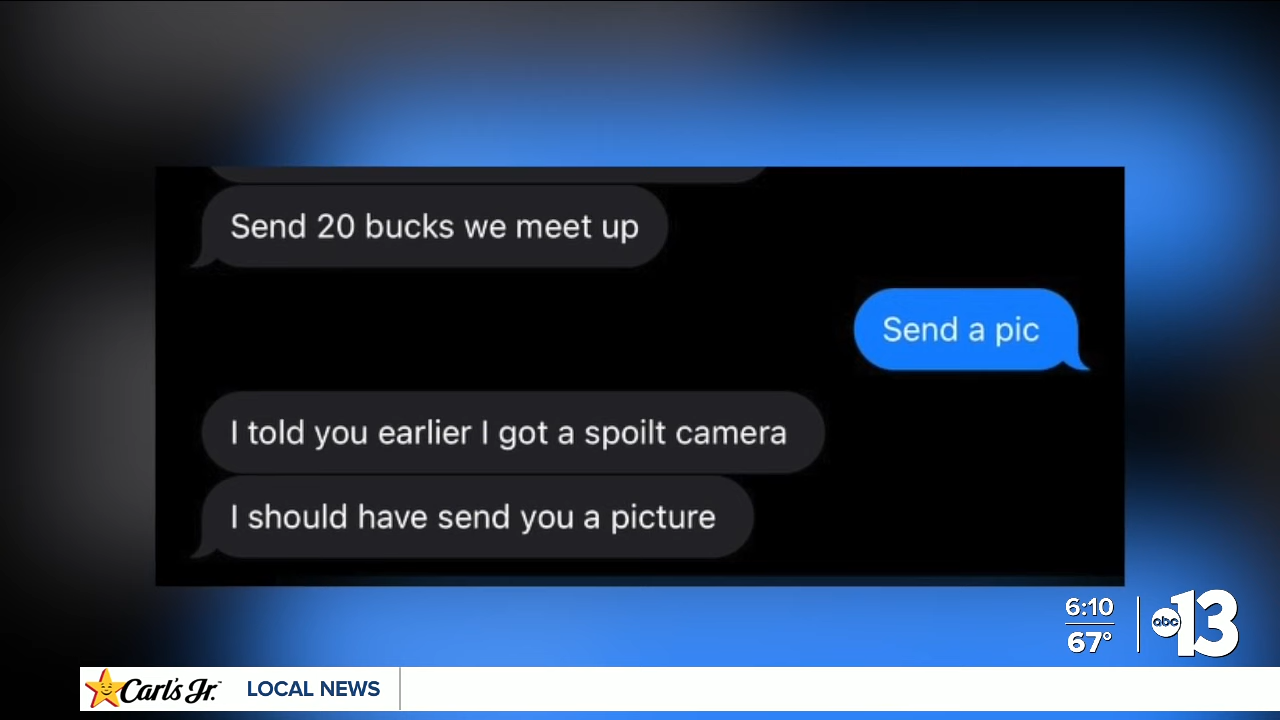 Send 20 bucks we meet up
Send a pic
I told you earlier I got a spoilt camera
I should have send you a picture
6:10
67°
abc 13
Carl's Jr.
LOCAL NEWS